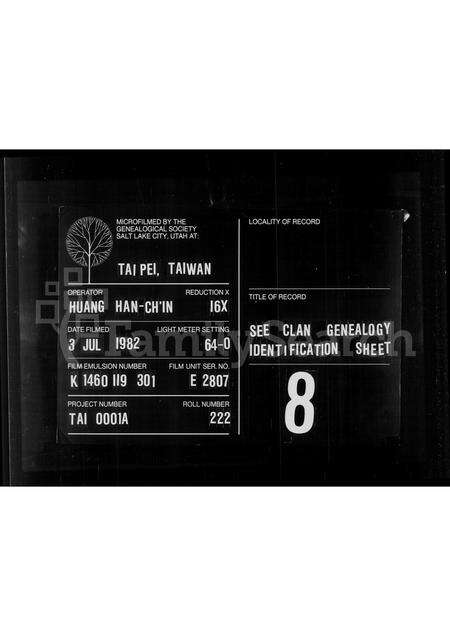 MICROFILMED BY THE
GENEALOGICAL SOCIETY
SALT LAKE CITY, UTAH AT:
TAIPEI, TAIWAN
OPERATOR REDUCTION X
HUANG HAN-CH'IN 16X
DATE FILMED LIGHT METER SETTING
3 JUL 1982 64-0
FILM EMULSION NUMBER FILM UNIT SER. NO.
K 1460 119 301 E 2807
PROJECT NUMBER ROLL NUMBER
TAI 0001A 222
LOCALITY OF RECORD
TITLE OF RECORD
SEE CLAN GENEALOGY
IDENTIFICATION SHEET
8
FamilySearch